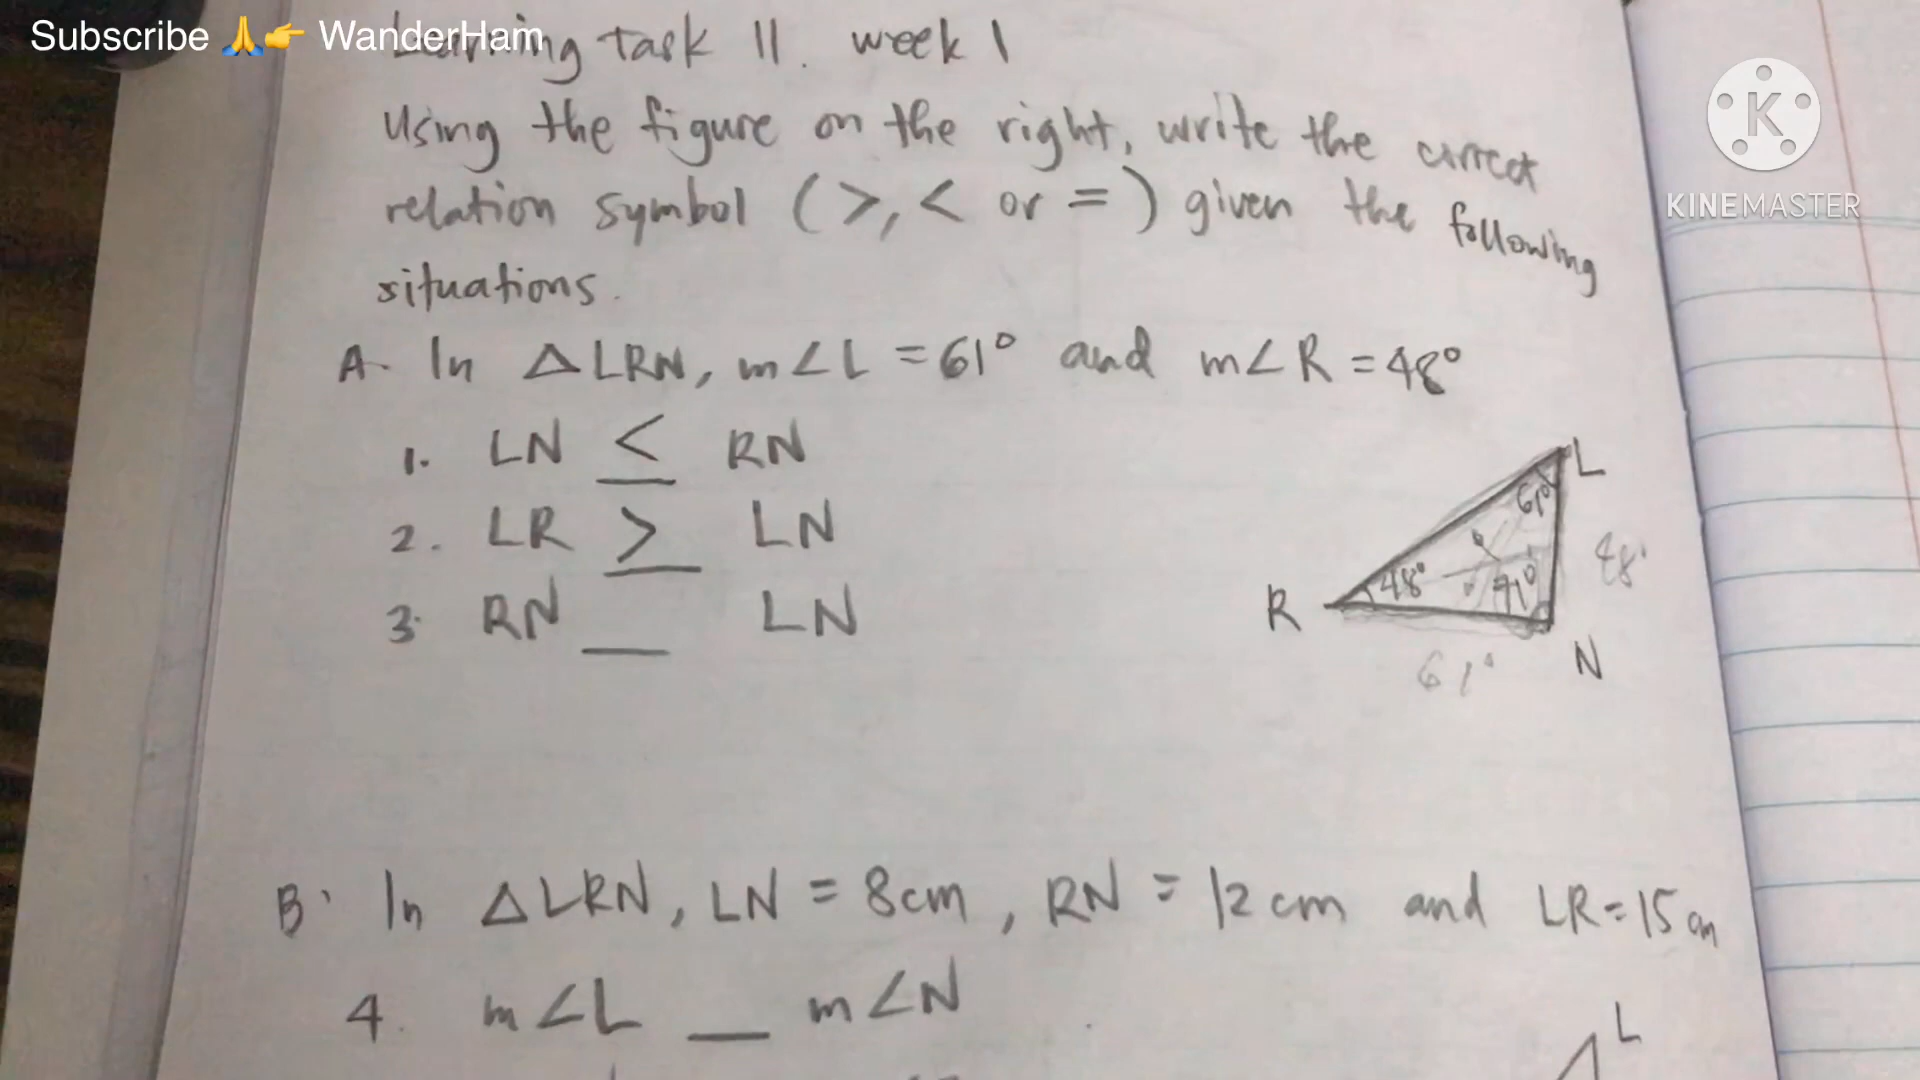 Subscribe 🙏👉 WanderHam
Learning task 11. week 1
Using the figure on the right, write the correct
relation symbol (>, < or =) given the following
situations.
A. In △LRN, m∠L = 61° and m∠R = 48°
1. LN < RN
2. LR > LN
3. RN __ LN
L
61°
48°
71°
48°
R
N
61°
B. In △LRN, LN = 8cm, RN = 12 cm and LR = 15 cm
4. m∠L __ m∠N
L
K
KINEMASTER